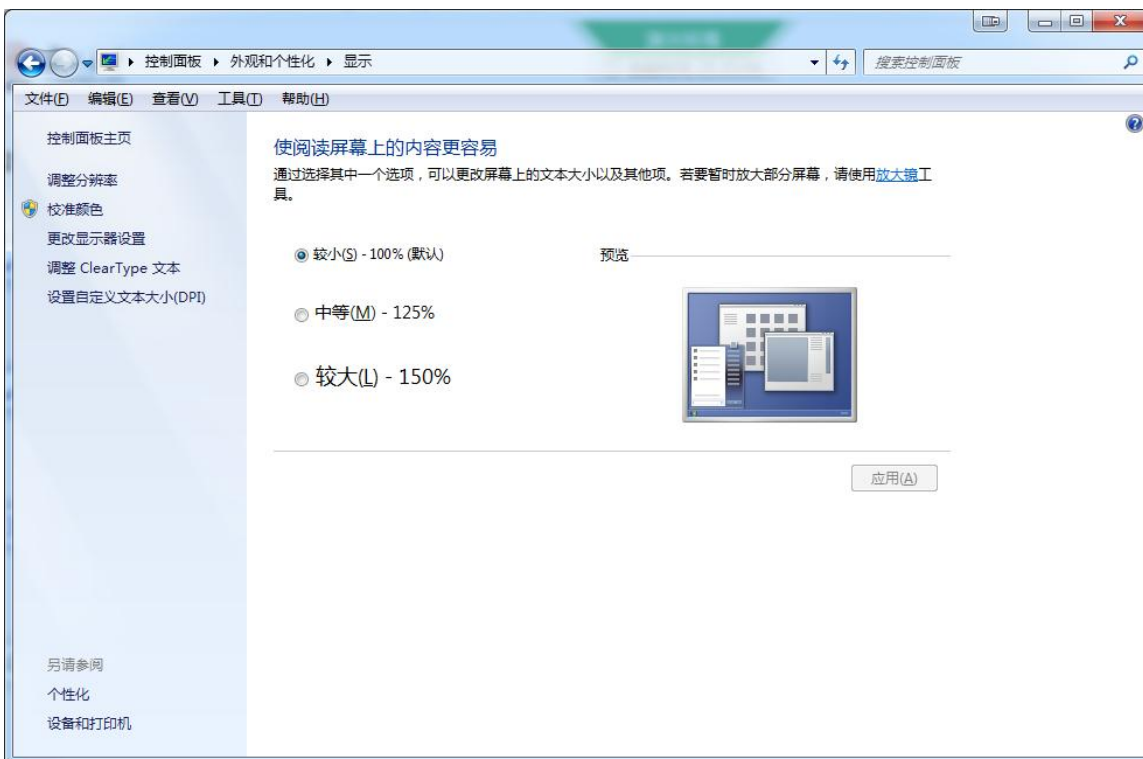 控制面板 ▸ 外观和个性化 ▸ 显示
搜索控制面板
文件(F) 编辑(E) 查看(V) 工具(T) 帮助(H)
控制面板主页
调整分辨率
校准颜色
更改显示器设置
调整 ClearType 文本
设置自定义文本大小(DPI)
使阅读屏幕上的内容更容易
通过选择其中一个选项，可以更改屏幕上的文本大小以及其他项。若要暂时放大部分屏幕，请使用放大镜工
具。
较小(S) - 100% (默认)
预览
中等(M) - 125%
较大(L) - 150%
应用(A)
另请参阅
个性化
设备和打印机